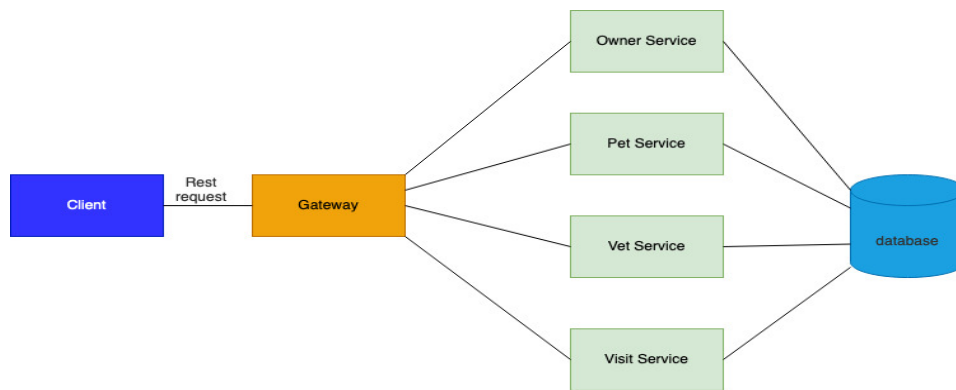 Owner Service
Pet Service
Rest
request
Client
Gateway
Vet Service
database
Visit Service